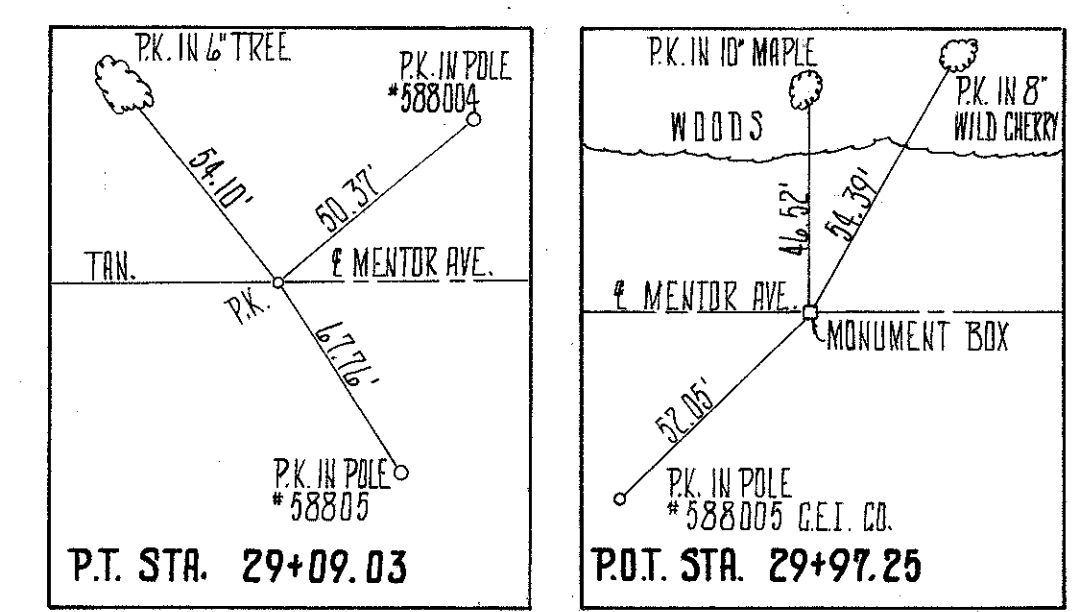 P.K. IN 6" TREE
P.K. IN POLE
#588004
54.10'
50.37'
TAN.
℄ MENTOR AVE.
P.K.
67.76'
P.K. IN POLE
#58805
P.T. STA. 29+09.03
P.K. IN 10" MAPLE
P.K. IN 8"
WILD CHERRY
WOODS
46.52'
54.39'
℄ MENTOR AVE.
MONUMENT BOX
52.05'
P.K. IN POLE
#588005 C.E.I. CO.
P.O.T. STA. 29+97.25